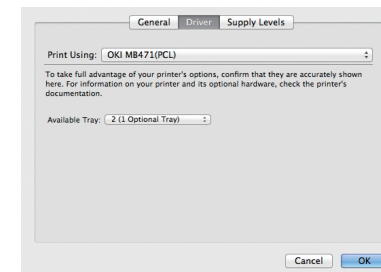 General Driver Supply Levels
Print Using: OKI MB471(PCL)
To take full advantage of your printer's options, confirm that they are accurately shown
here. For information on your printer and its optional hardware, check the printer's
documentation.
Available Tray: 2 (1 Optional Tray)
Cancel OK